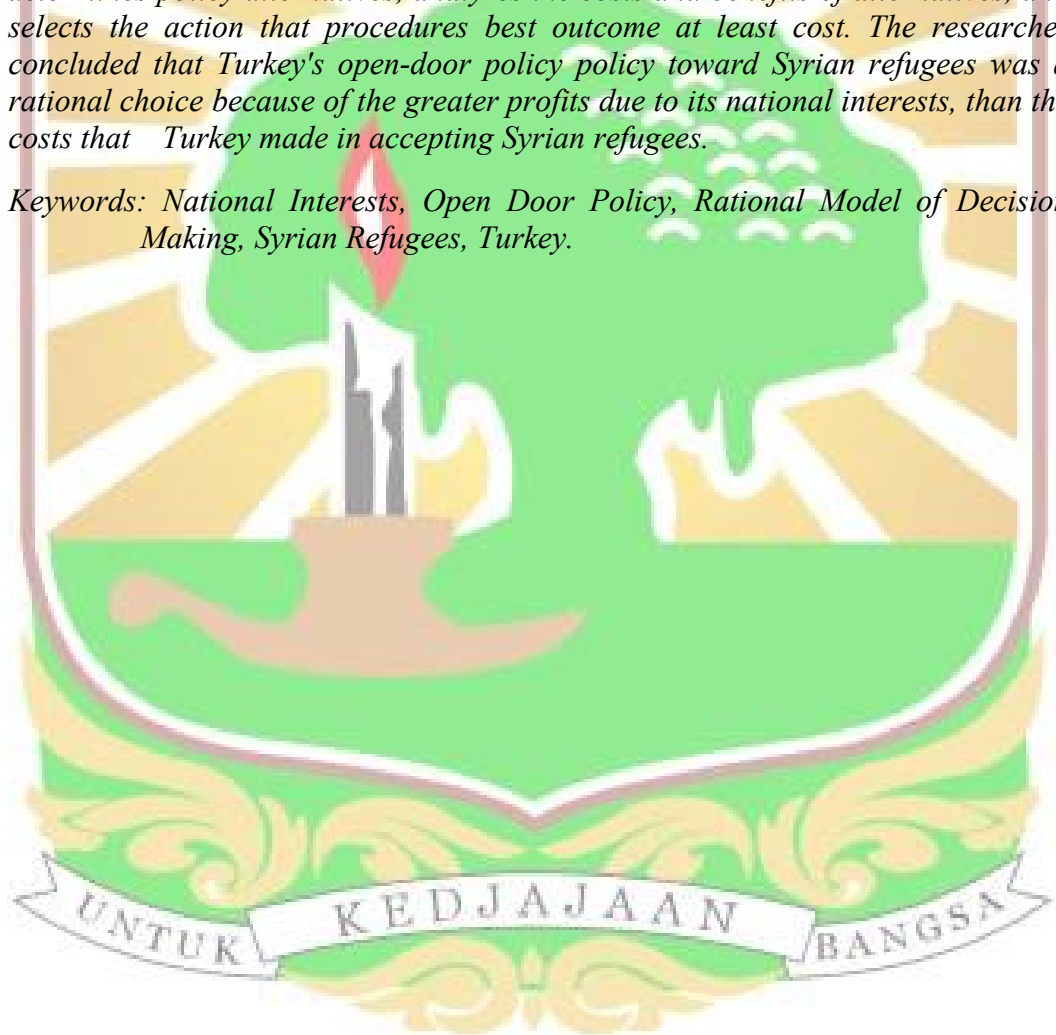 selects the action that procedures best outcome at least cost. The researche
concluded that Turkey's open-door policy policy toward Syrian refugees was
rational choice because of the greater profits due to its national interests, than th
costs that Turkey made in accepting Syrian refugees.
Keywords: National Interests, Open Door Policy, Rational Model of Decision
Making, Syrian Refugees, Turkey.
UNTUK KEDJAJAAN BANGSA